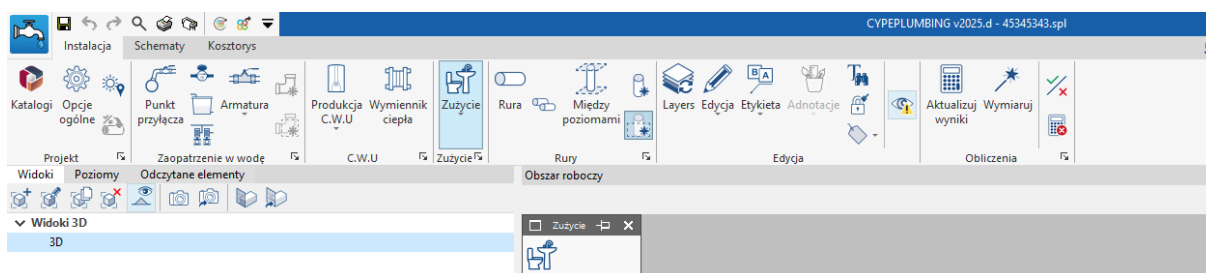 CYPEPLUMBING v2025.d - 45345343.spl
Instalacja Schematy Kosztorys
Katalogi Opcje ogólne Punkt przyłącza Armatura Produkcja C.W.U Wymiennik ciepła Zużycie Rura Między poziomami Layers Edycja Etykieta Adnotacje Aktualizuj wyniki Wymiaruj
Projekt Zaopatrzenie w wodę C.W.U Zużycie Rury Edycja Obliczenia
Widoki Poziomy Odczytane elementy Obszar roboczy
Widoki 3D
Zużycie
3D